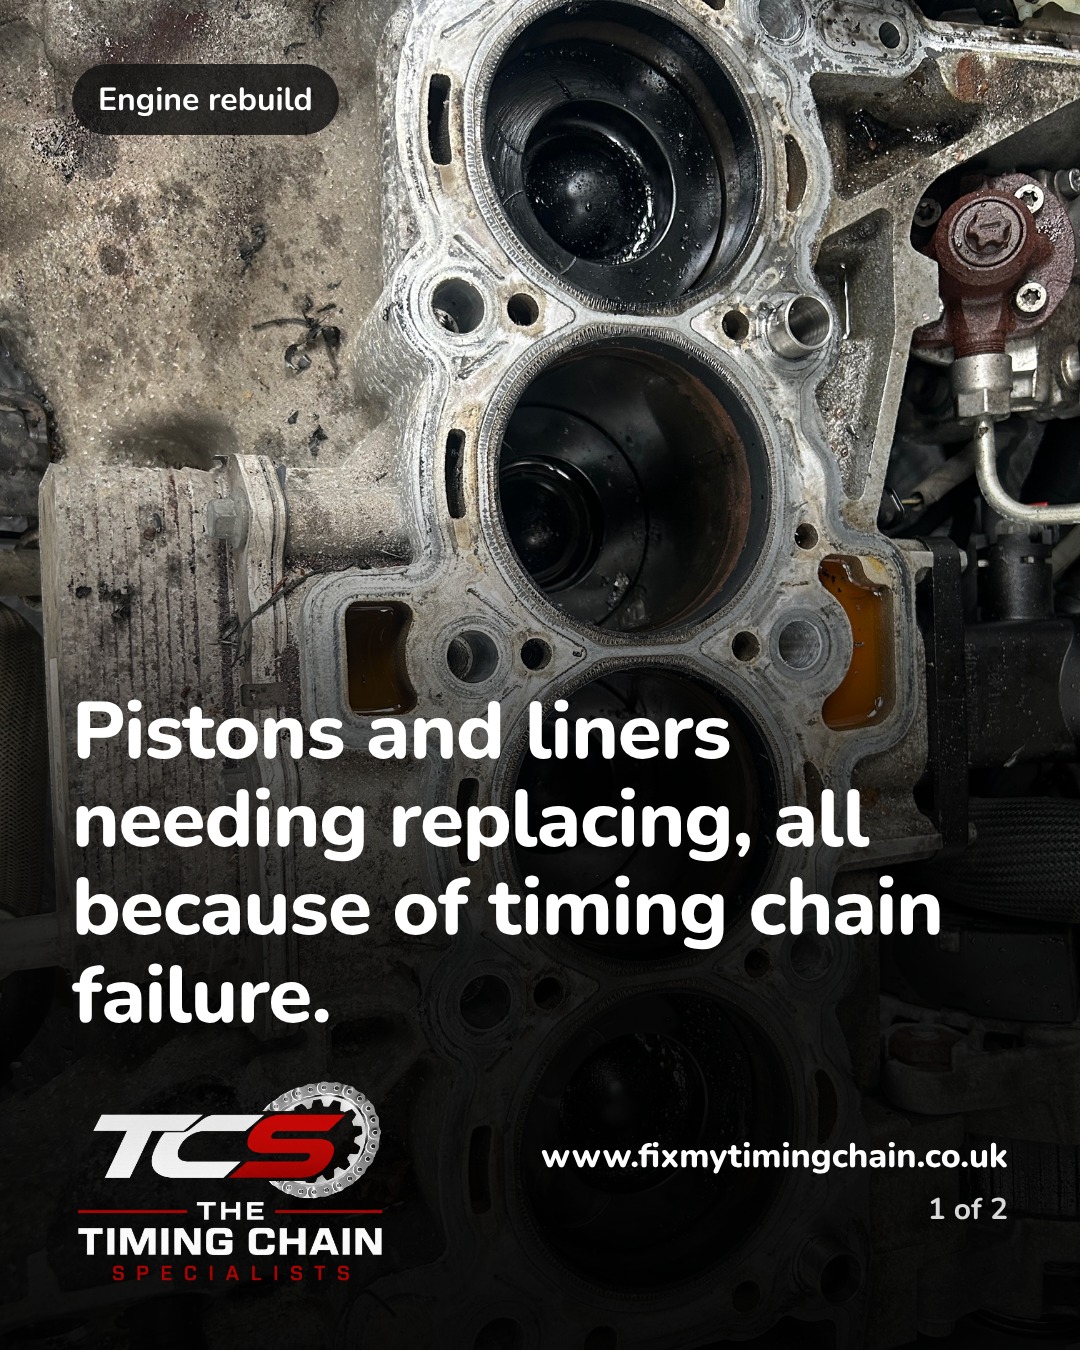 Engine rebuild
Pistons and liners
needing replacing, all
because of timing chain
failure.
TCS
THE
TIMING CHAIN
SPECIALISTS
www.fixmytimingchain.co.uk
1 of 2